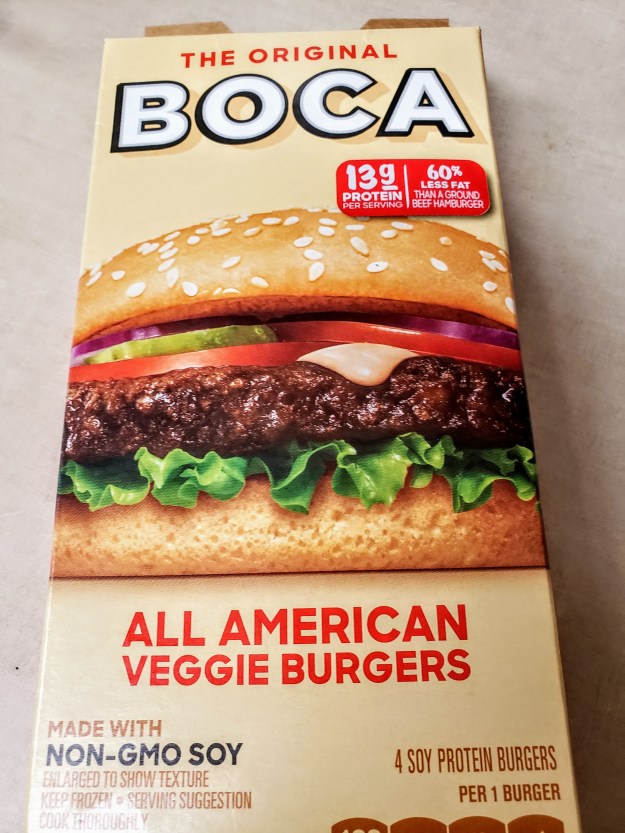 THE ORIGINAL
BOCA
13g
PROTEIN
PER SERVING
60%
LESS FAT
THAN A GROUND
BEEF HAMBURGER
ALL AMERICAN
VEGGIE BURGERS
MADE WITH
NON-GMO SOY
ENLARGED TO SHOW TEXTURE
KEEP FROZEN • SERVING SUGGESTION
COOK THOROUGHLY
4 SOY PROTEIN BURGERS
PER 1 BURGER